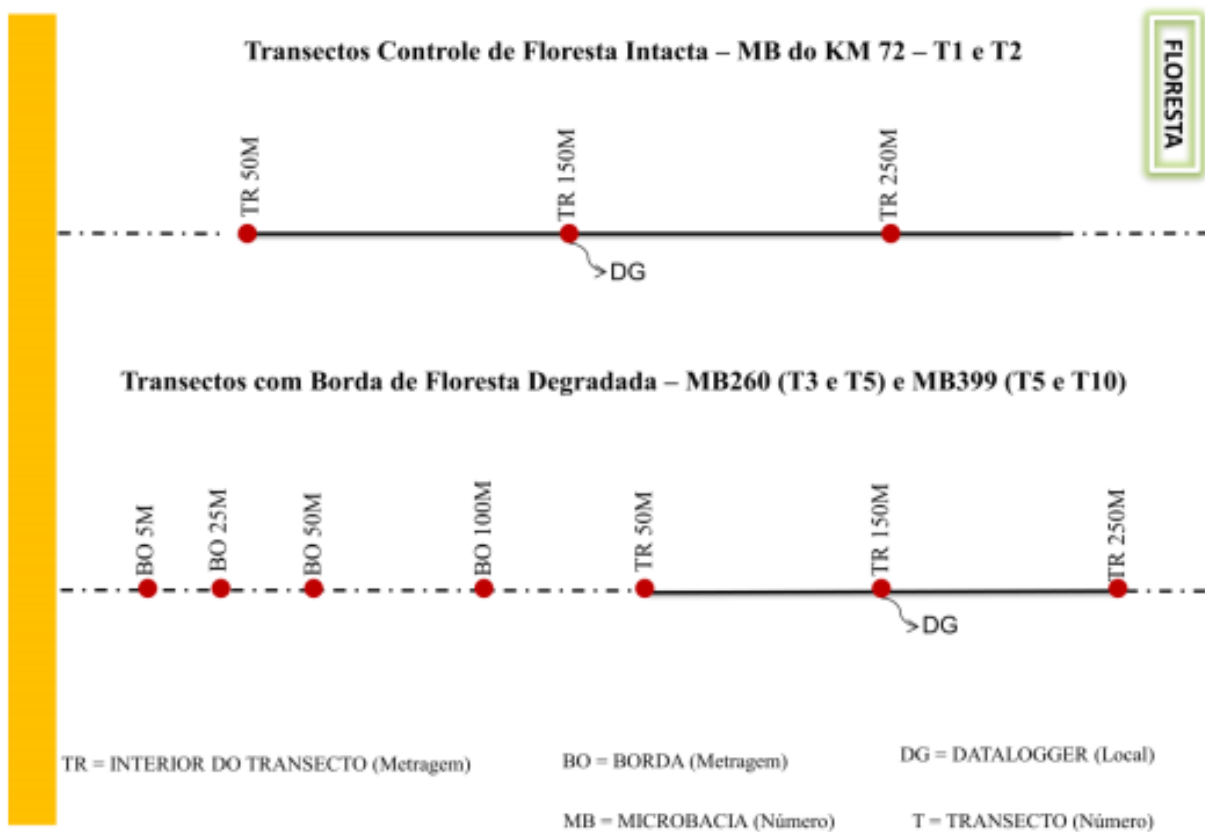 Transectos Controle de Floresta Intacta – MB do KM 72 – T1 e T2
FLORESTA
TR 50M
TR 150M
TR 250M
DG
Transectos com Borda de Floresta Degradada – MB260 (T3 e T5) e MB399 (T5 e T10)
BO 5M
BO 25M
BO 50M
BO 100M
TR 50M
TR 150M
TR 250M
DG
TR = INTERIOR DO TRANSECTO (Metragem)
BO = BORDA (Metragem)
DG = DATALOGGER (Local)
MB = MICROBACIA (Número)
T = TRANSECTO (Número)